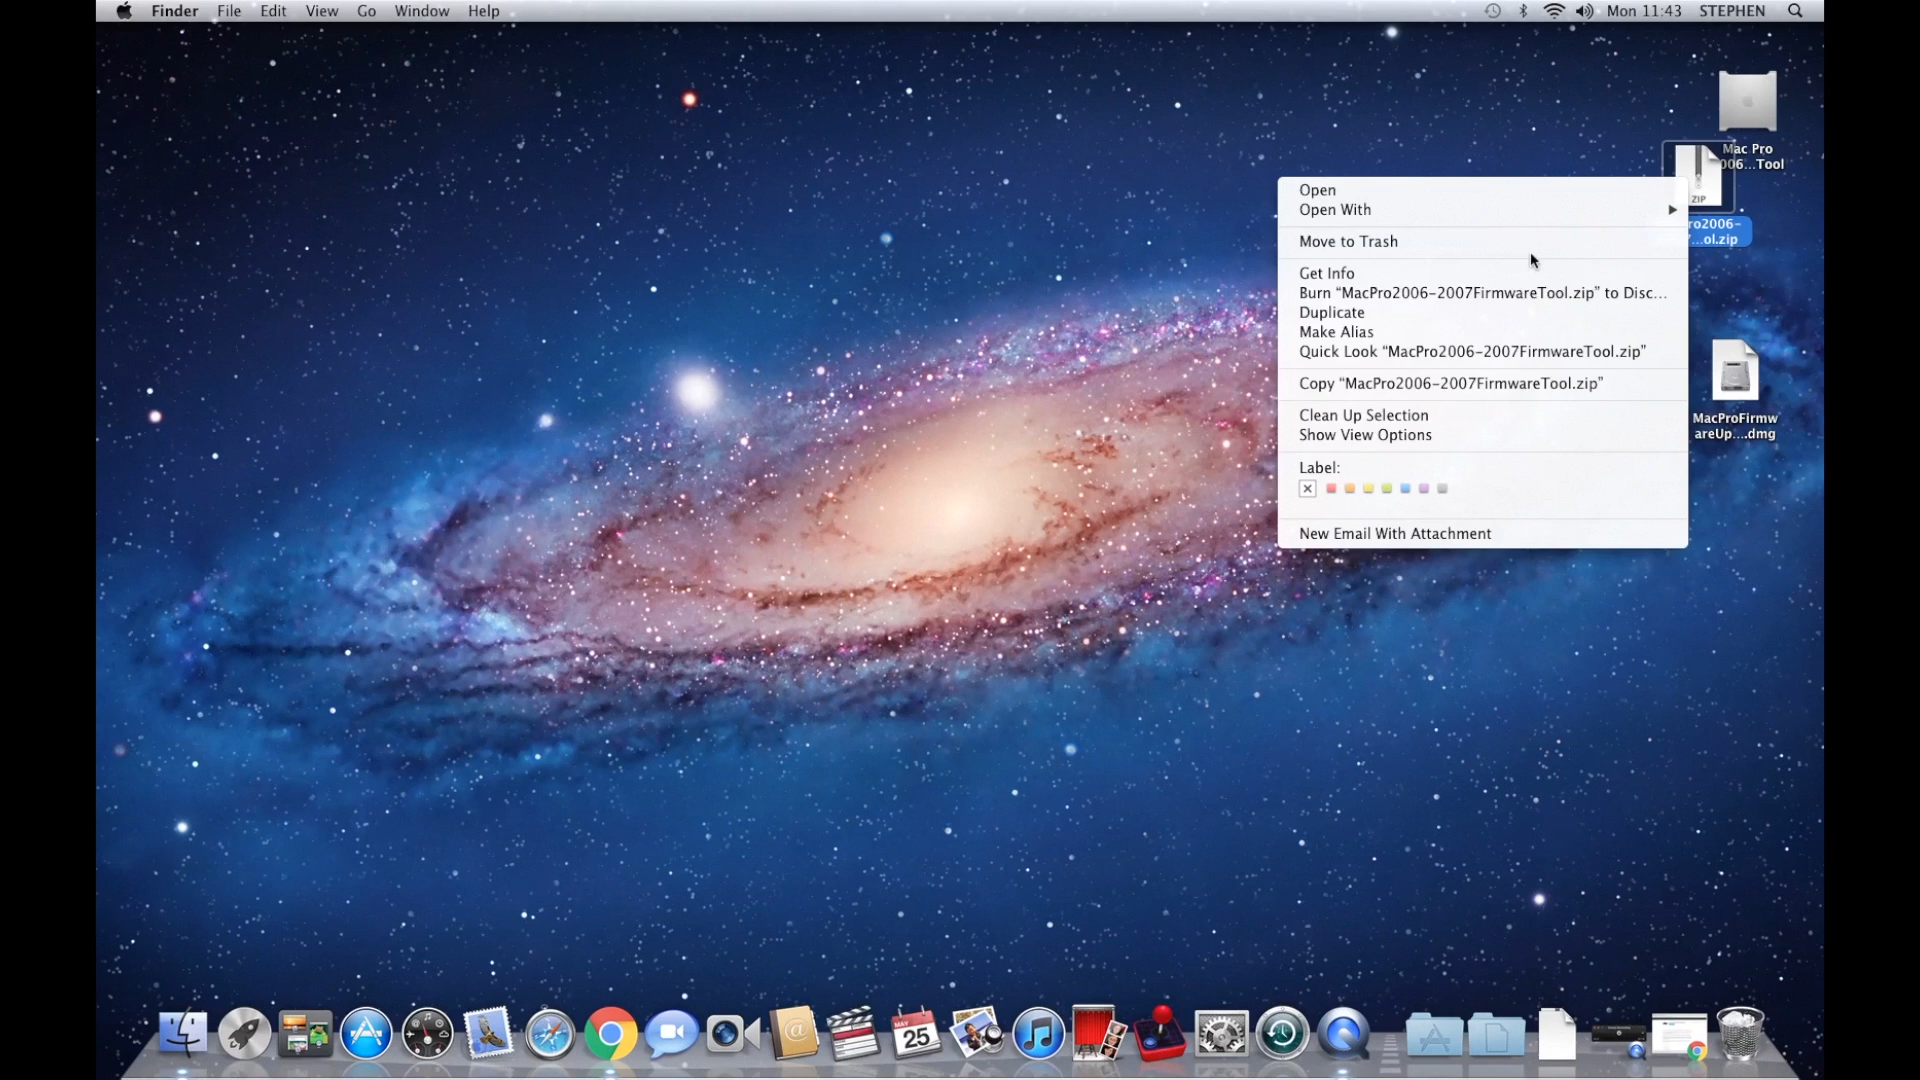 Finder File Edit View Go Window Help
Mon 11:43 STEPHEN
Mac Pro
006...Tool
ZIP
ro2006-
...ol.zip
Open
Open With
Move to Trash
Get Info
Burn “MacPro2006-2007FirmwareTool.zip” to Disc...
Duplicate
Make Alias
Quick Look “MacPro2006-2007FirmwareTool.zip”
Copy “MacPro2006-2007FirmwareTool.zip”
Clean Up Selection
Show View Options
Label:
New Email With Attachment
MacProFirmw
areUp....dmg
MAY
25